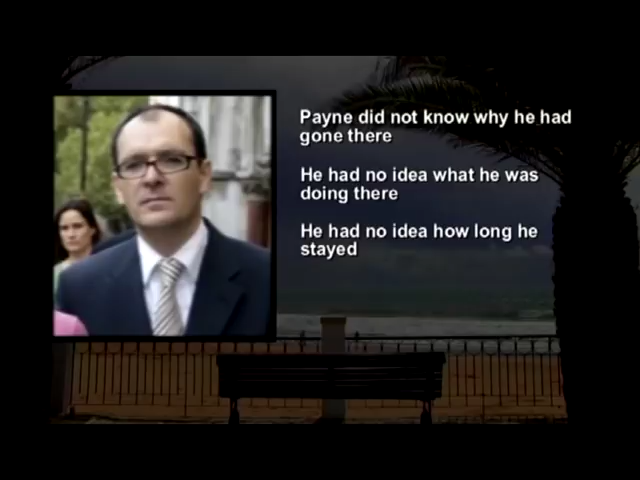 Payne did not know why he had
gone there
He had no idea what he was
doing there
He had no idea how long he
stayed